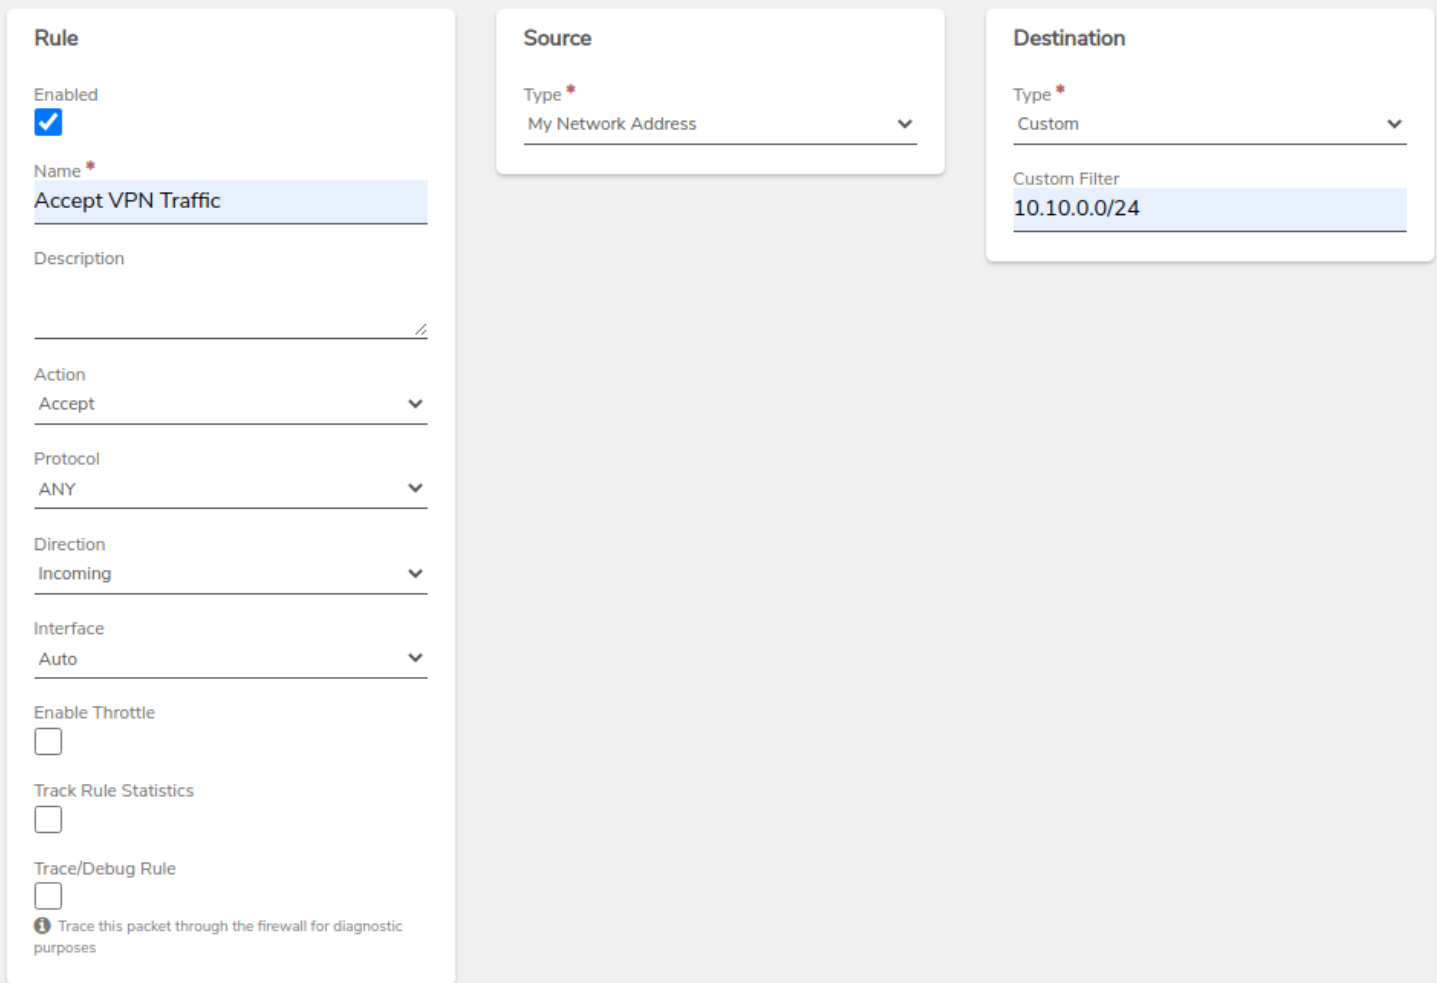 Rule
Enabled
Name *
Accept VPN Traffic
Description
Action
Accept
Protocol
ANY
Direction
Incoming
Interface
Auto
Enable Throttle
Track Rule Statistics
Trace/Debug Rule
Trace this packet through the firewall for diagnostic
purposes
Source
Type *
My Network Address
Destination
Type *
Custom
Custom Filter
10.10.0.0/24